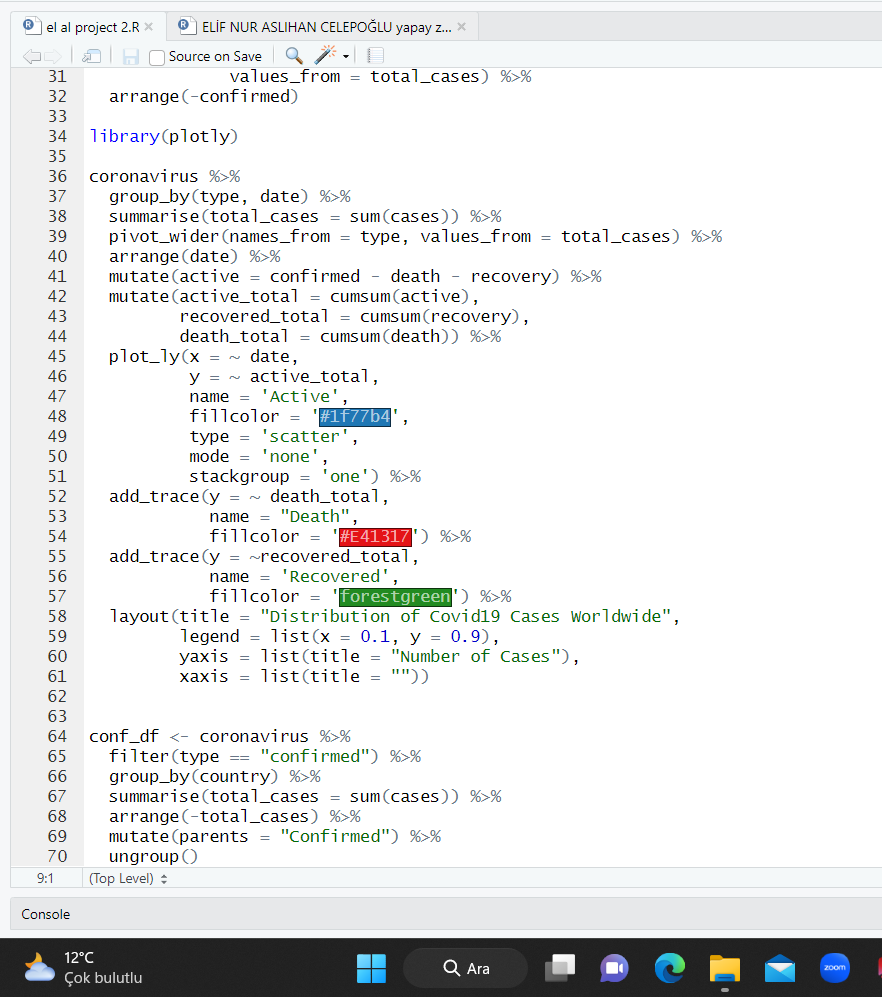 el al project 2.R
ELİF NUR ASLIHAN CELEPOĞLU yapay z...
Source on Save
31 values_from = total_cases) %>%
32 arrange(-confirmed)
33
34 library(plotly)
35
36 coronavirus %>%
37 group_by(type, date) %>%
38 summarise(total_cases = sum(cases)) %>%
39 pivot_wider(names_from = type, values_from = total_cases) %>%
40 arrange(date) %>%
41 mutate(active = confirmed - death - recovery) %>%
42 mutate(active_total = cumsum(active),
43 recovered_total = cumsum(recovery),
44 death_total = cumsum(death)) %>%
45 plot_ly(x = ~ date,
46 y = ~ active_total,
47 name = 'Active',
48 fillcolor = '#1f77b4',
49 type = 'scatter',
50 mode = 'none',
51 stackgroup = 'one') %>%
52 add_trace(y = ~ death_total,
53 name = "Death",
54 fillcolor = '#E41317') %>%
55 add_trace(y = ~recovered_total,
56 name = 'Recovered',
57 fillcolor = 'forestgreen') %>%
58 layout(title = "Distribution of Covid19 Cases Worldwide",
59 legend = list(x = 0.1, y = 0.9),
60 yaxis = list(title = "Number of Cases"),
61 xaxis = list(title = ""))
62
63
64 conf_df <- coronavirus %>%
65 filter(type == "confirmed") %>%
66 group_by(country) %>%
67 summarise(total_cases = sum(cases)) %>%
68 arrange(-total_cases) %>%
69 mutate(parents = "Confirmed") %>%
70 ungroup()
9:1 (Top Level)
Console
12°C
Çok bulutlu
Ara
zoom